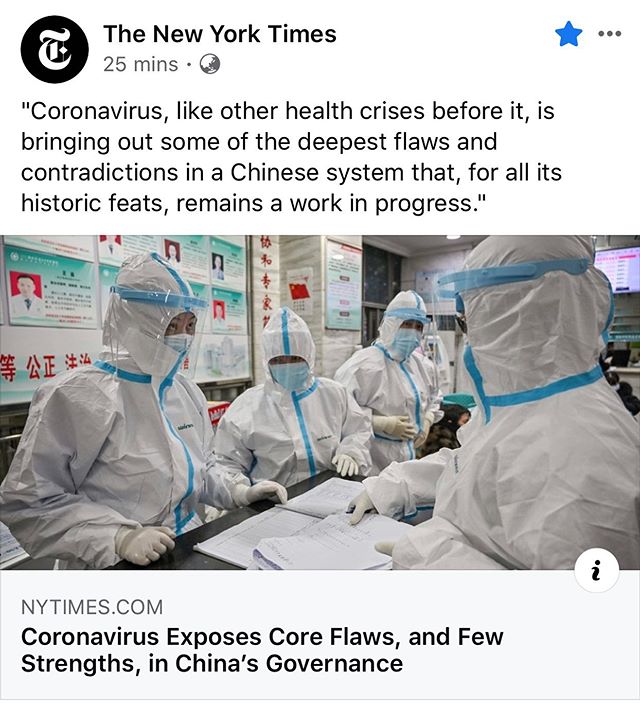 The New York Times
25 mins ·
"Coronavirus, like other health crises before it, is
bringing out some of the deepest flaws and
contradictions in a Chinese system that, for all its
historic feats, remains a work in progress."
协和专家
等 公正 法治
NYTIMES.COM
Coronavirus Exposes Core Flaws, and Few
Strengths, in China's Governance